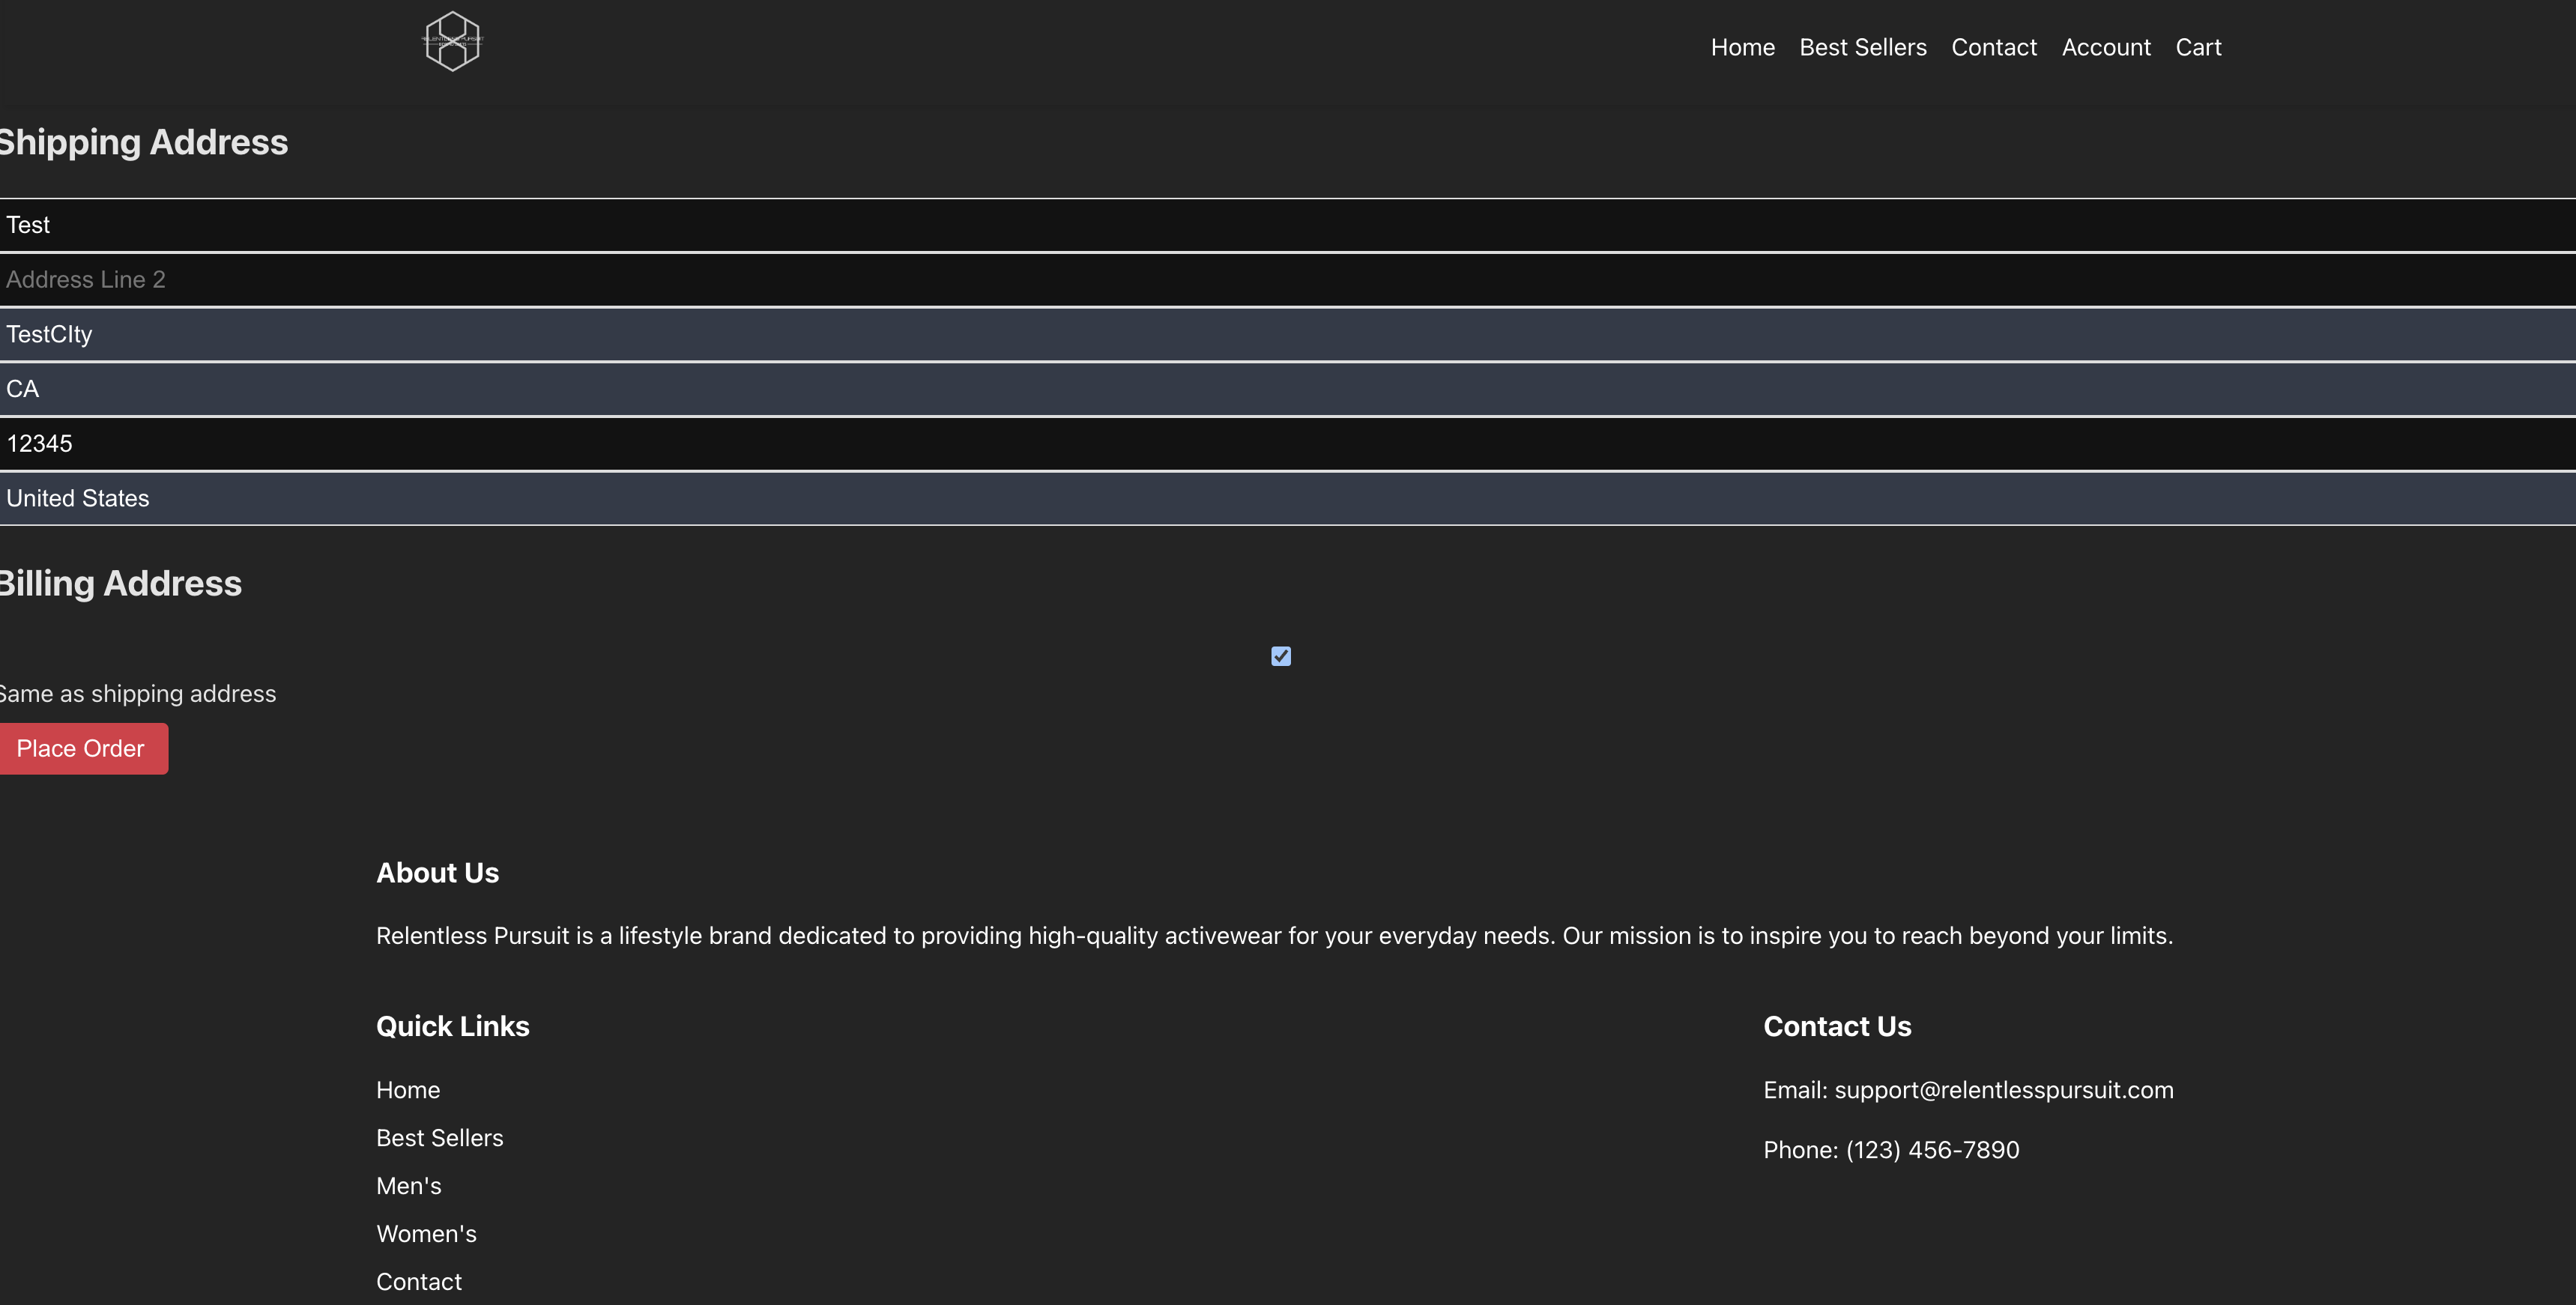 RELENTLESS PURSUIT
Home Best Sellers Contact Account Cart
Shipping Address
Test
Address Line 2
TestCIty
CA
12345
United States
Billing Address
Same as shipping address
Place Order
About Us
Relentless Pursuit is a lifestyle brand dedicated to providing high-quality activewear for your everyday needs. Our mission is to inspire you to reach beyond your limits.
Quick Links Contact Us
Home Email: support@relentlesspursuit.com
Best Sellers
Phone: (123) 456-7890
Men's
Women's
Contact